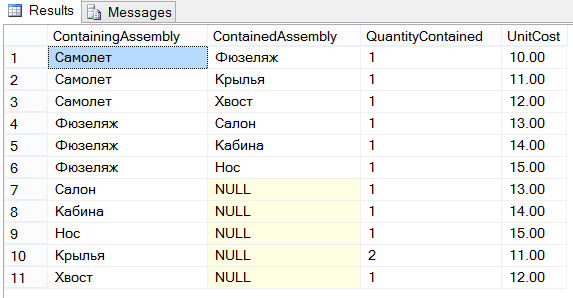 Results Messages
ContainingAssembly ContainedAssembly QuantityContained UnitCost
1 Самолет Фюзеляж 1 10.00
2 Самолет Крылья 1 11.00
3 Самолет Хвост 1 12.00
4 Фюзеляж Салон 1 13.00
5 Фюзеляж Кабина 1 14.00
6 Фюзеляж Нос 1 15.00
7 Салон NULL 1 13.00
8 Кабина NULL 1 14.00
9 Нос NULL 1 15.00
10 Крылья NULL 2 11.00
11 Хвост NULL 1 12.00